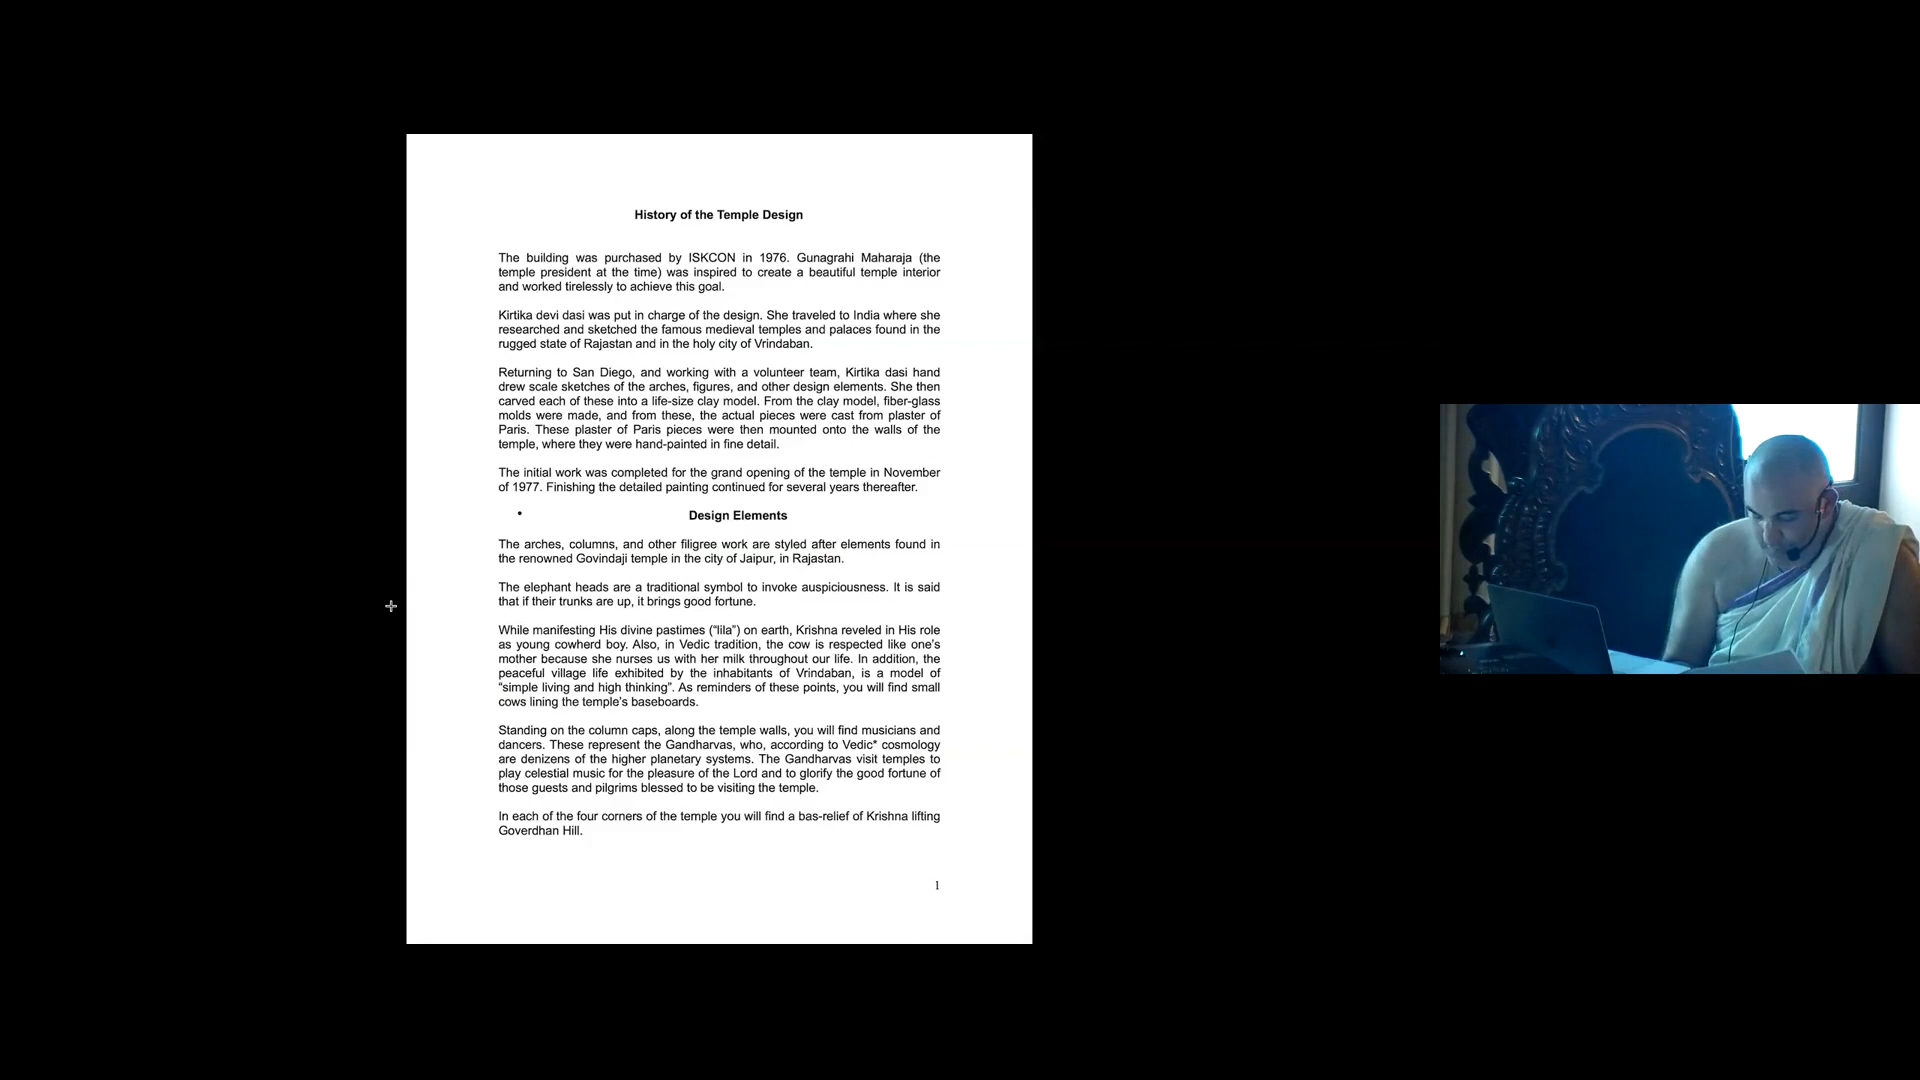 History of the Temple Design
The building was purchased by ISKCON in 1976. Gunagrahi Maharaja (the
temple president at the time) was inspired to create a beautiful temple interior
and worked tirelessly to achieve this goal.
Kirtika devi dasi was put in charge of the design. She traveled to India where she
researched and sketched the famous medieval temples and palaces found in the
rugged state of Rajastan and in the holy city of Vrindaban.
Returning to San Diego, and working with a volunteer team, Kirtika dasi hand
drew scale sketches of the arches, figures, and other design elements. She then
carved each of these into a life-size clay model. From the clay model, fiber-glass
molds were made, and from these, the actual pieces were cast from plaster of
Paris. These plaster of Paris pieces were then mounted onto the walls of the
temple, where they were hand-painted in fine detail.
The initial work was completed for the grand opening of the temple in November
of 1977. Finishing the detailed painting continued for several years thereafter.
• Design Elements
The arches, columns, and other filigree work are styled after elements found in
the renowned Govindaji temple in the city of Jaipur, in Rajastan.
The elephant heads are a traditional symbol to invoke auspiciousness. It is said
that if their trunks are up, it brings good fortune.
While manifesting His divine pastimes (“lila”) on earth, Krishna reveled in His role
as young cowherd boy. Also, in Vedic tradition, the cow is respected like one’s
mother because she nurses us with her milk throughout our life. In addition, the
peaceful village life exhibited by the inhabitants of Vrindaban, is a model of
“simple living and high thinking”. As reminders of these points, you will find small
cows lining the temple’s baseboards.
Standing on the column caps, along the temple walls, you will find musicians and
dancers. These represent the Gandharvas, who, according to Vedic* cosmology
are denizens of the higher planetary systems. The Gandharvas visit temples to
play celestial music for the pleasure of the Lord and to glorify the good fortune of
those guests and pilgrims blessed to be visiting the temple.
In each of the four corners of the temple you will find a bas-relief of Krishna lifting
Goverdhan Hill.
1